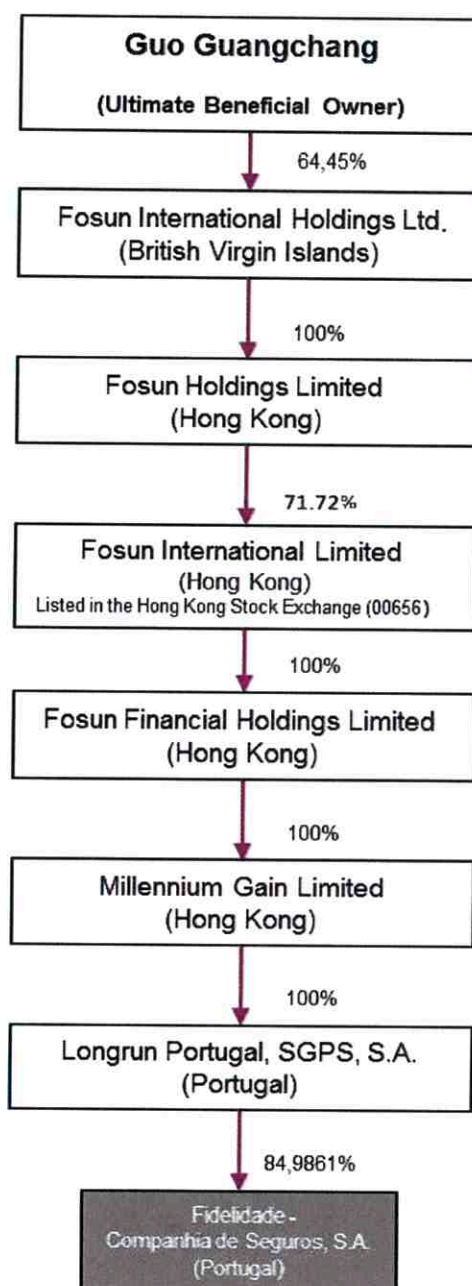 Guo Guangchang
(Ultimate Beneficial Owner)
64,45%
Fosun International Holdings Ltd.
(British Virgin Islands)
100%
Fosun Holdings Limited
(Hong Kong)
71.72%
Fosun International Limited
(Hong Kong)
Listed in the Hong Kong Stock Exchange (00656)
100%
Fosun Financial Holdings Limited
(Hong Kong)
100%
Millennium Gain Limited
(Hong Kong)
100%
Longrun Portugal, SGPS, S.A.
(Portugal)
84,9861%
Fidelidade -
Companhia de Seguros, S.A.
(Portugal)